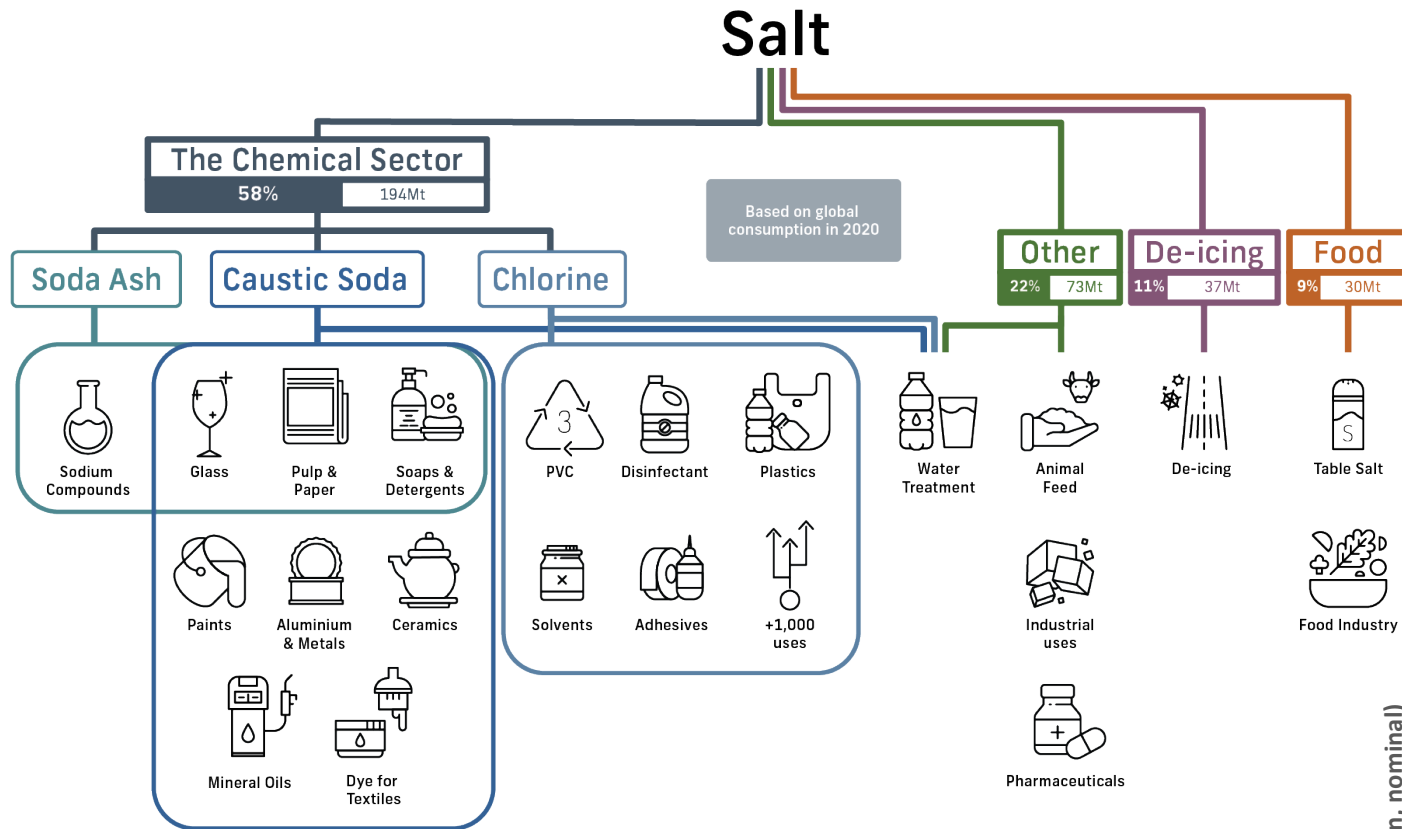 Salt
The Chemical Sector
58% 194Mt
Based on global
consumption in 2020
Soda Ash
Caustic Soda
Chlorine
Other
22% 73Mt
De-icing
11% 37Mt
Food
9% 30Mt
Sodium
Compounds
Glass
Pulp &
Paper
Soaps &
Detergents
3
PVC
Disinfectant
Plastics
Water
Treatment
Animal
Feed
De-icing
S
Table Salt
Paints
Aluminium
& Metals
Ceramics
Solvents
Adhesives
+1,000
uses
Industrial
uses
Food Industry
Mineral Oils
Dye for
Textiles
Pharmaceuticals
n, nominal)